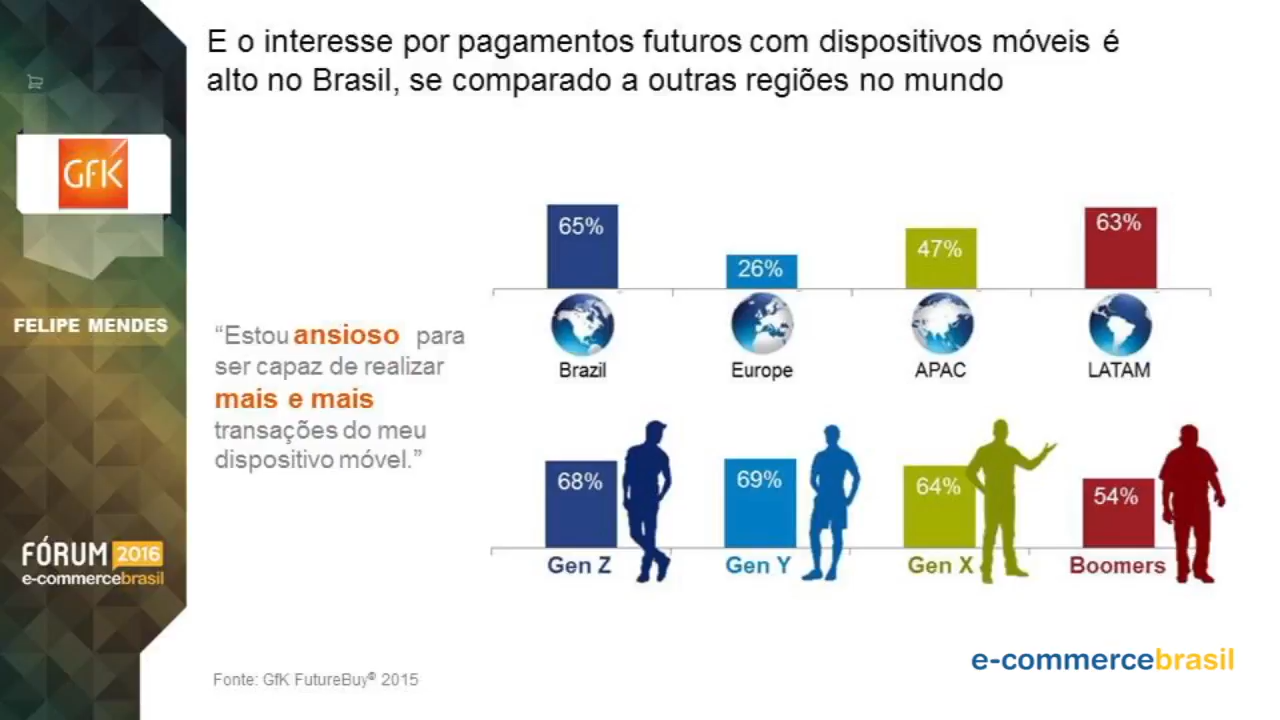 E o interesse por pagamentos futuros com dispositivos móveis é
alto no Brasil, se comparado a outras regiões no mundo
GfK
FELIPE MENDES
FÓRUM 2016
e-commercebrasil
“Estou ansioso para
ser capaz de realizar
mais e mais
transações do meu
dispositivo móvel.”
65% 26% 47% 63%
Brazil Europe APAC LATAM
68% 69% 64% 54%
Gen Z Gen Y Gen X Boomers
Fonte: GfK FutureBuy® 2015
e-commercebrasil